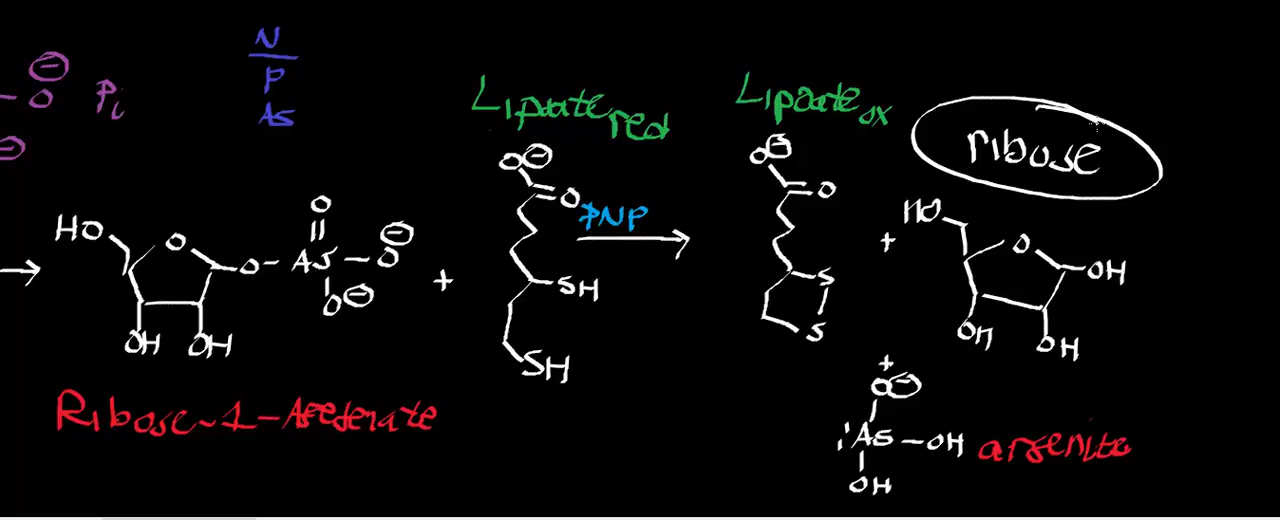 N
P
As
⊖
O Pi
⊖
Lipoate red
Lipoate ox
ribose
O⊖
O
PNP
SH
SH
HO
O
O
O
As
O
⊖
O⊖
OH OH
+
O⊖
O
S
S
+
HO
O
OH
OH
OH
+
O⊖
:As
OH
OH
arsenite
Ribose-1-